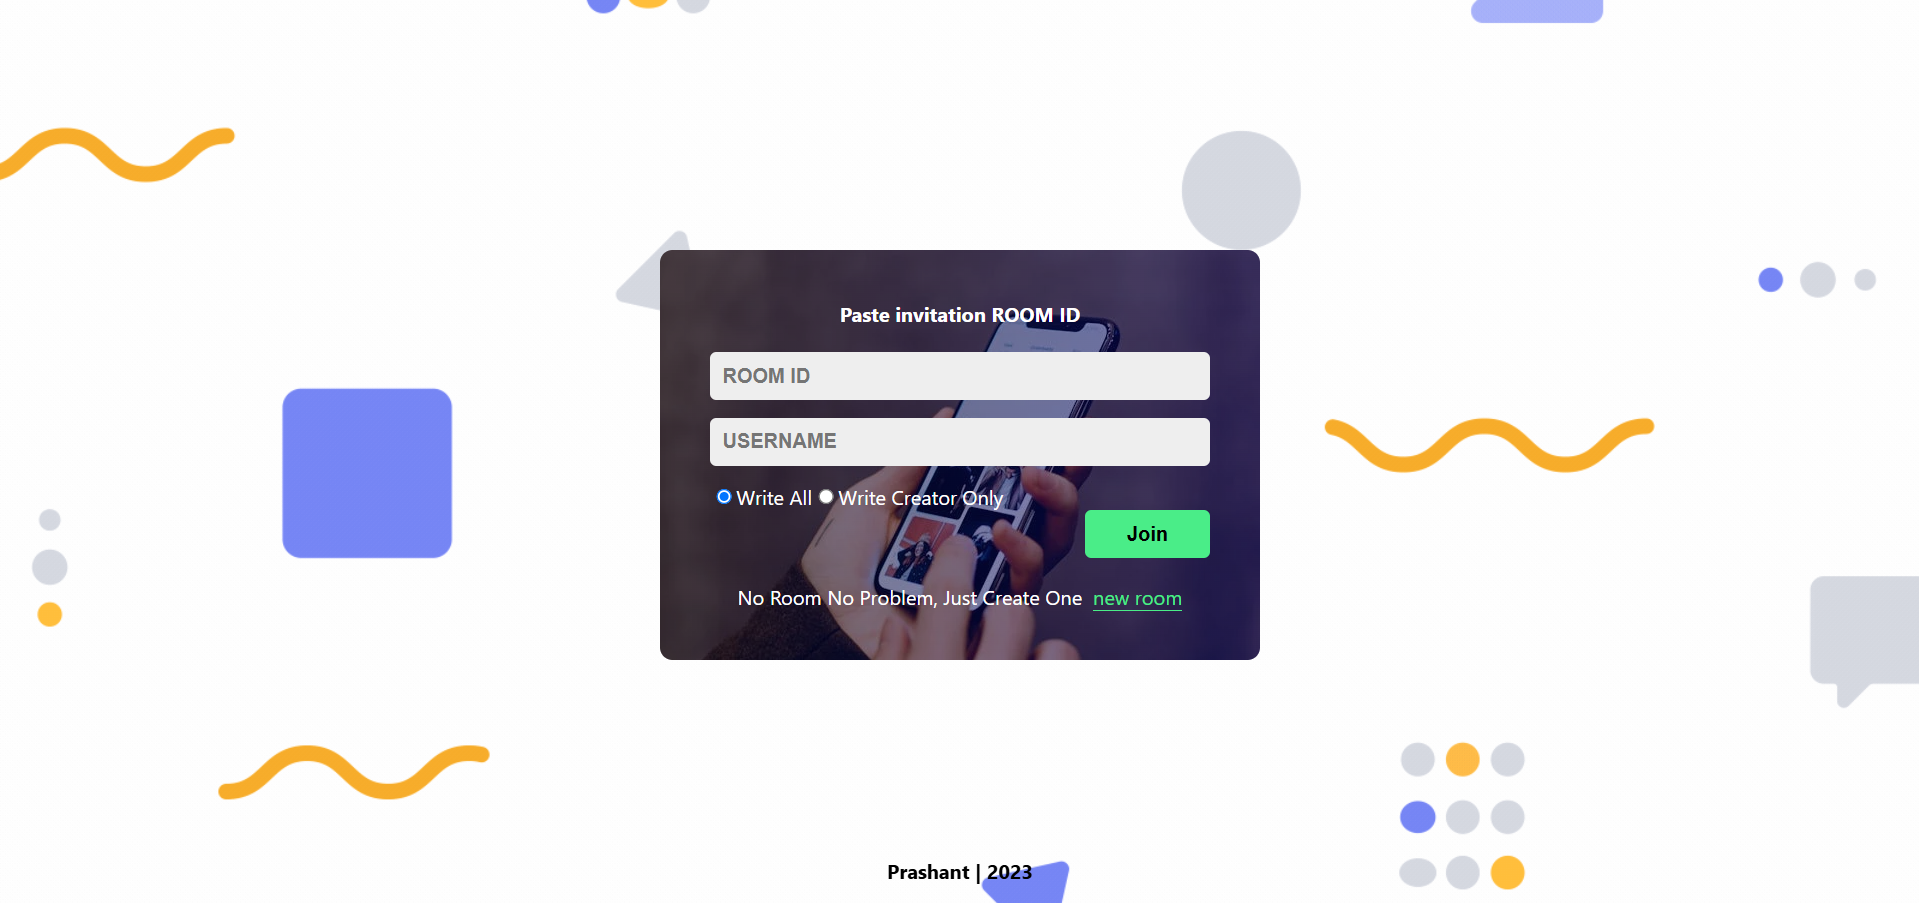 Paste invitation ROOM ID
ROOM ID
USERNAME
Write All Write Creator Only
Join
No Room No Problem, Just Create One new room
Prashant | 2023